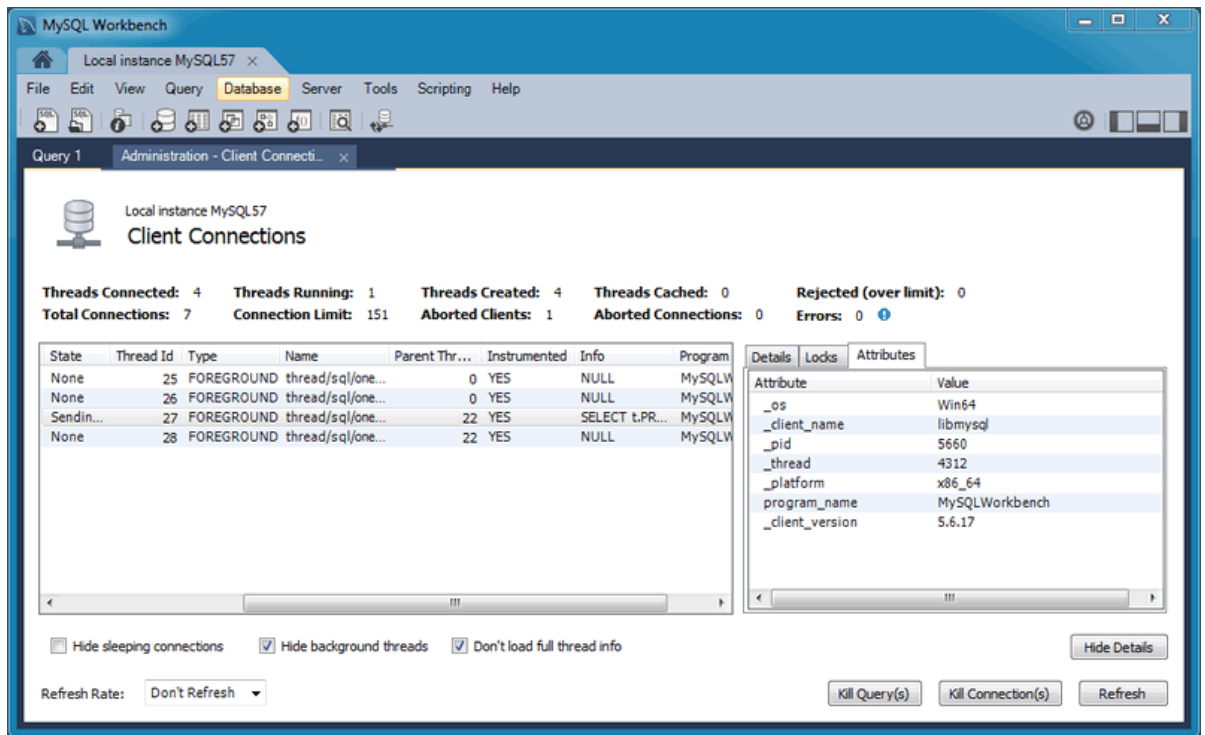 MySQL Workbench
Local instance MySQL57
File Edit View Query Database Server Tools Scripting Help
Query 1 Administration - Client Connecti...
Local instance MySQL57
Client Connections
Threads Connected: 4 Threads Running: 1 Threads Created: 4 Threads Cached: 0 Rejected (over limit): 0
Total Connections: 7 Connection Limit: 151 Aborted Clients: 1 Aborted Connections: 0 Errors: 0
State Thread Id Type Name Parent Thr... Instrumented Info Program
None 25 FOREGROUND thread/sql/one... 0 YES NULL MySQLW
None 26 FOREGROUND thread/sql/one... 0 YES NULL MySQLW
Sendin... 27 FOREGROUND thread/sql/one... 22 YES SELECT t.PR... MySQLW
None 28 FOREGROUND thread/sql/one... 22 YES NULL MySQLW
Details Locks Attributes
Attribute Value
_os Win64
_client_name libmysql
_pid 5660
_thread 4312
_platform x86_64
program_name MySQLWorkbench
_client_version 5.6.17
Hide sleeping connections Hide background threads Don't load full thread info Hide Details
Refresh Rate: Don't Refresh Kill Query(s) Kill Connection(s) Refresh